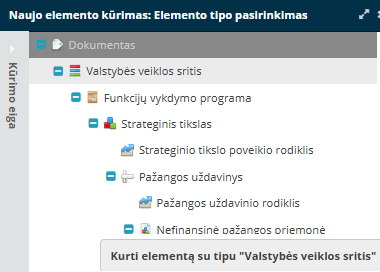 Naujo elemento kūrimas: Elemento tipo pasirinkimas
Kūrimo eiga
Dokumentas
Valstybės veiklos sritis
Funkcijų vykdymo programa
Strateginis tikslas
Strateginio tikslo poveikio rodiklis
Pažangos uždavinys
Pažangos uždavinio rodiklis
Nefinansinė pažangos priemonė
Kurti elementą su tipu "Valstybės veiklos sritis"